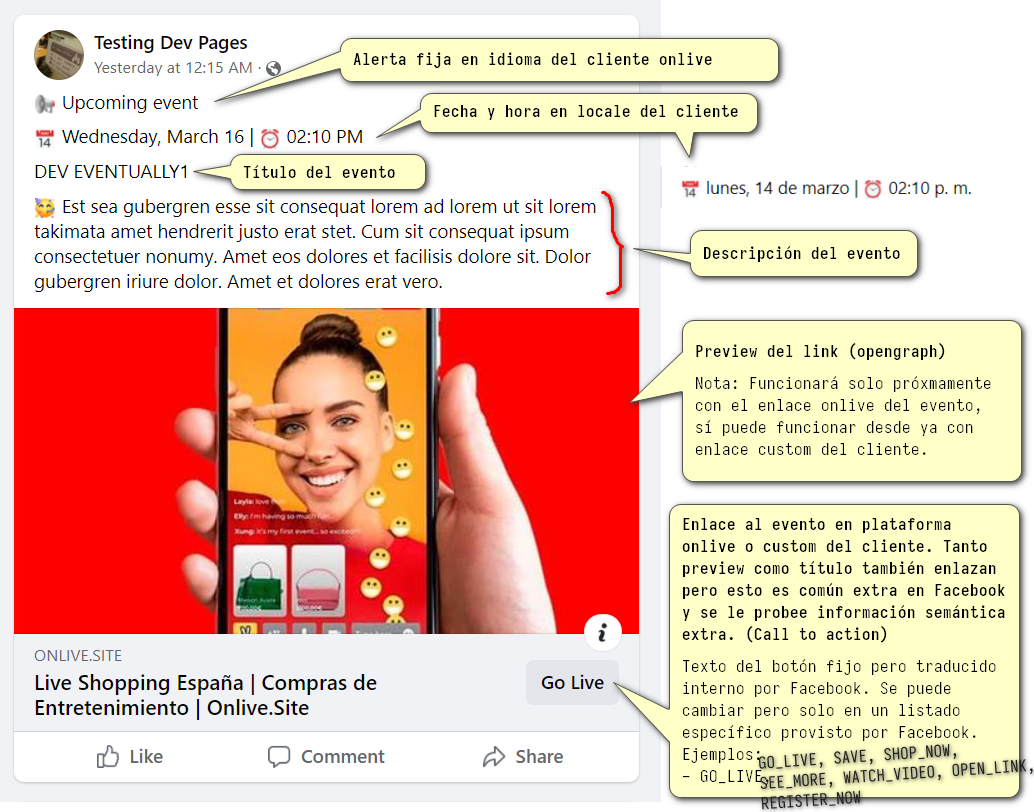 Testing Dev Pages
Yesterday at 12:15 AM ·
Alerta fija en idioma del cliente onlive
Upcoming event
Fecha y hora en locale del cliente
Wednesday, March 16 | 02:10 PM
DEV EVENTUALLY1
Título del evento
lunes, 14 de marzo | 02:10 p. m.
Est sea gubergren esse sit consequat lorem ad lorem ut sit lorem
takimata amet hendrerit justo erat stet. Cum sit consequat ipsum
consectetuer nonumy. Amet eos dolores et facilisis dolore sit. Dolor
gubergren iriure dolor. Amet et dolores erat vero.
Descripción del evento
Preview del link (opengraph)
Nota: Funcionará solo próxmamente
con el enlace onlive del evento,
sí puede funcionar desde ya con
enlace custom del cliente.
Layla: love
Elly: I'm having so much fun
Xung: it's my first event... so excited
Enlace al evento en plataforma
onlive o custom del cliente. Tanto
preview como título también enlazan
pero esto es común extra en Facebook
y se le probee información semántica
extra. (Call to action)
Texto del botón fijo pero traducido
interno por Facebook. Se puede
cambiar pero solo en un listado
específico provisto por Facebook.
Ejemplos:
- GO_LIVE
GO_LIVE, SAVE, SHOP_NOW,
SEE_MORE, WATCH_VIDEO, OPEN_LINK,
REGISTER_NOW
ONLIVE.SITE
Live Shopping España | Compras de
Entretenimiento | Onlive.Site
Go Live
Like
Comment
Share